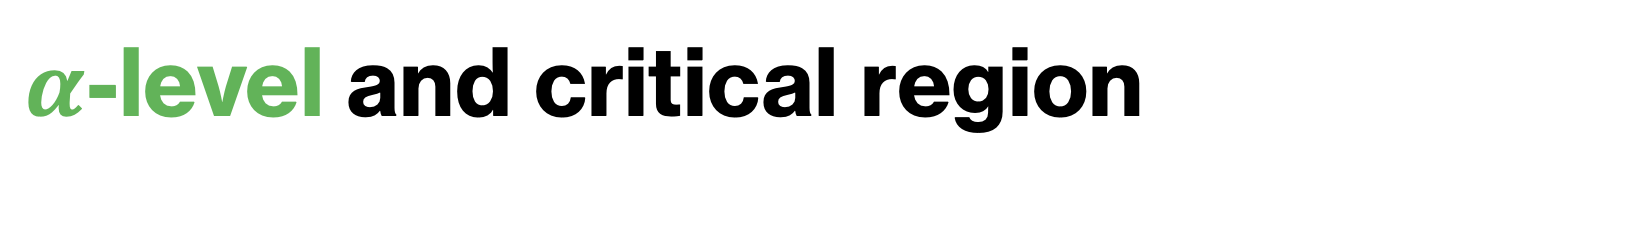 α-level and critical region